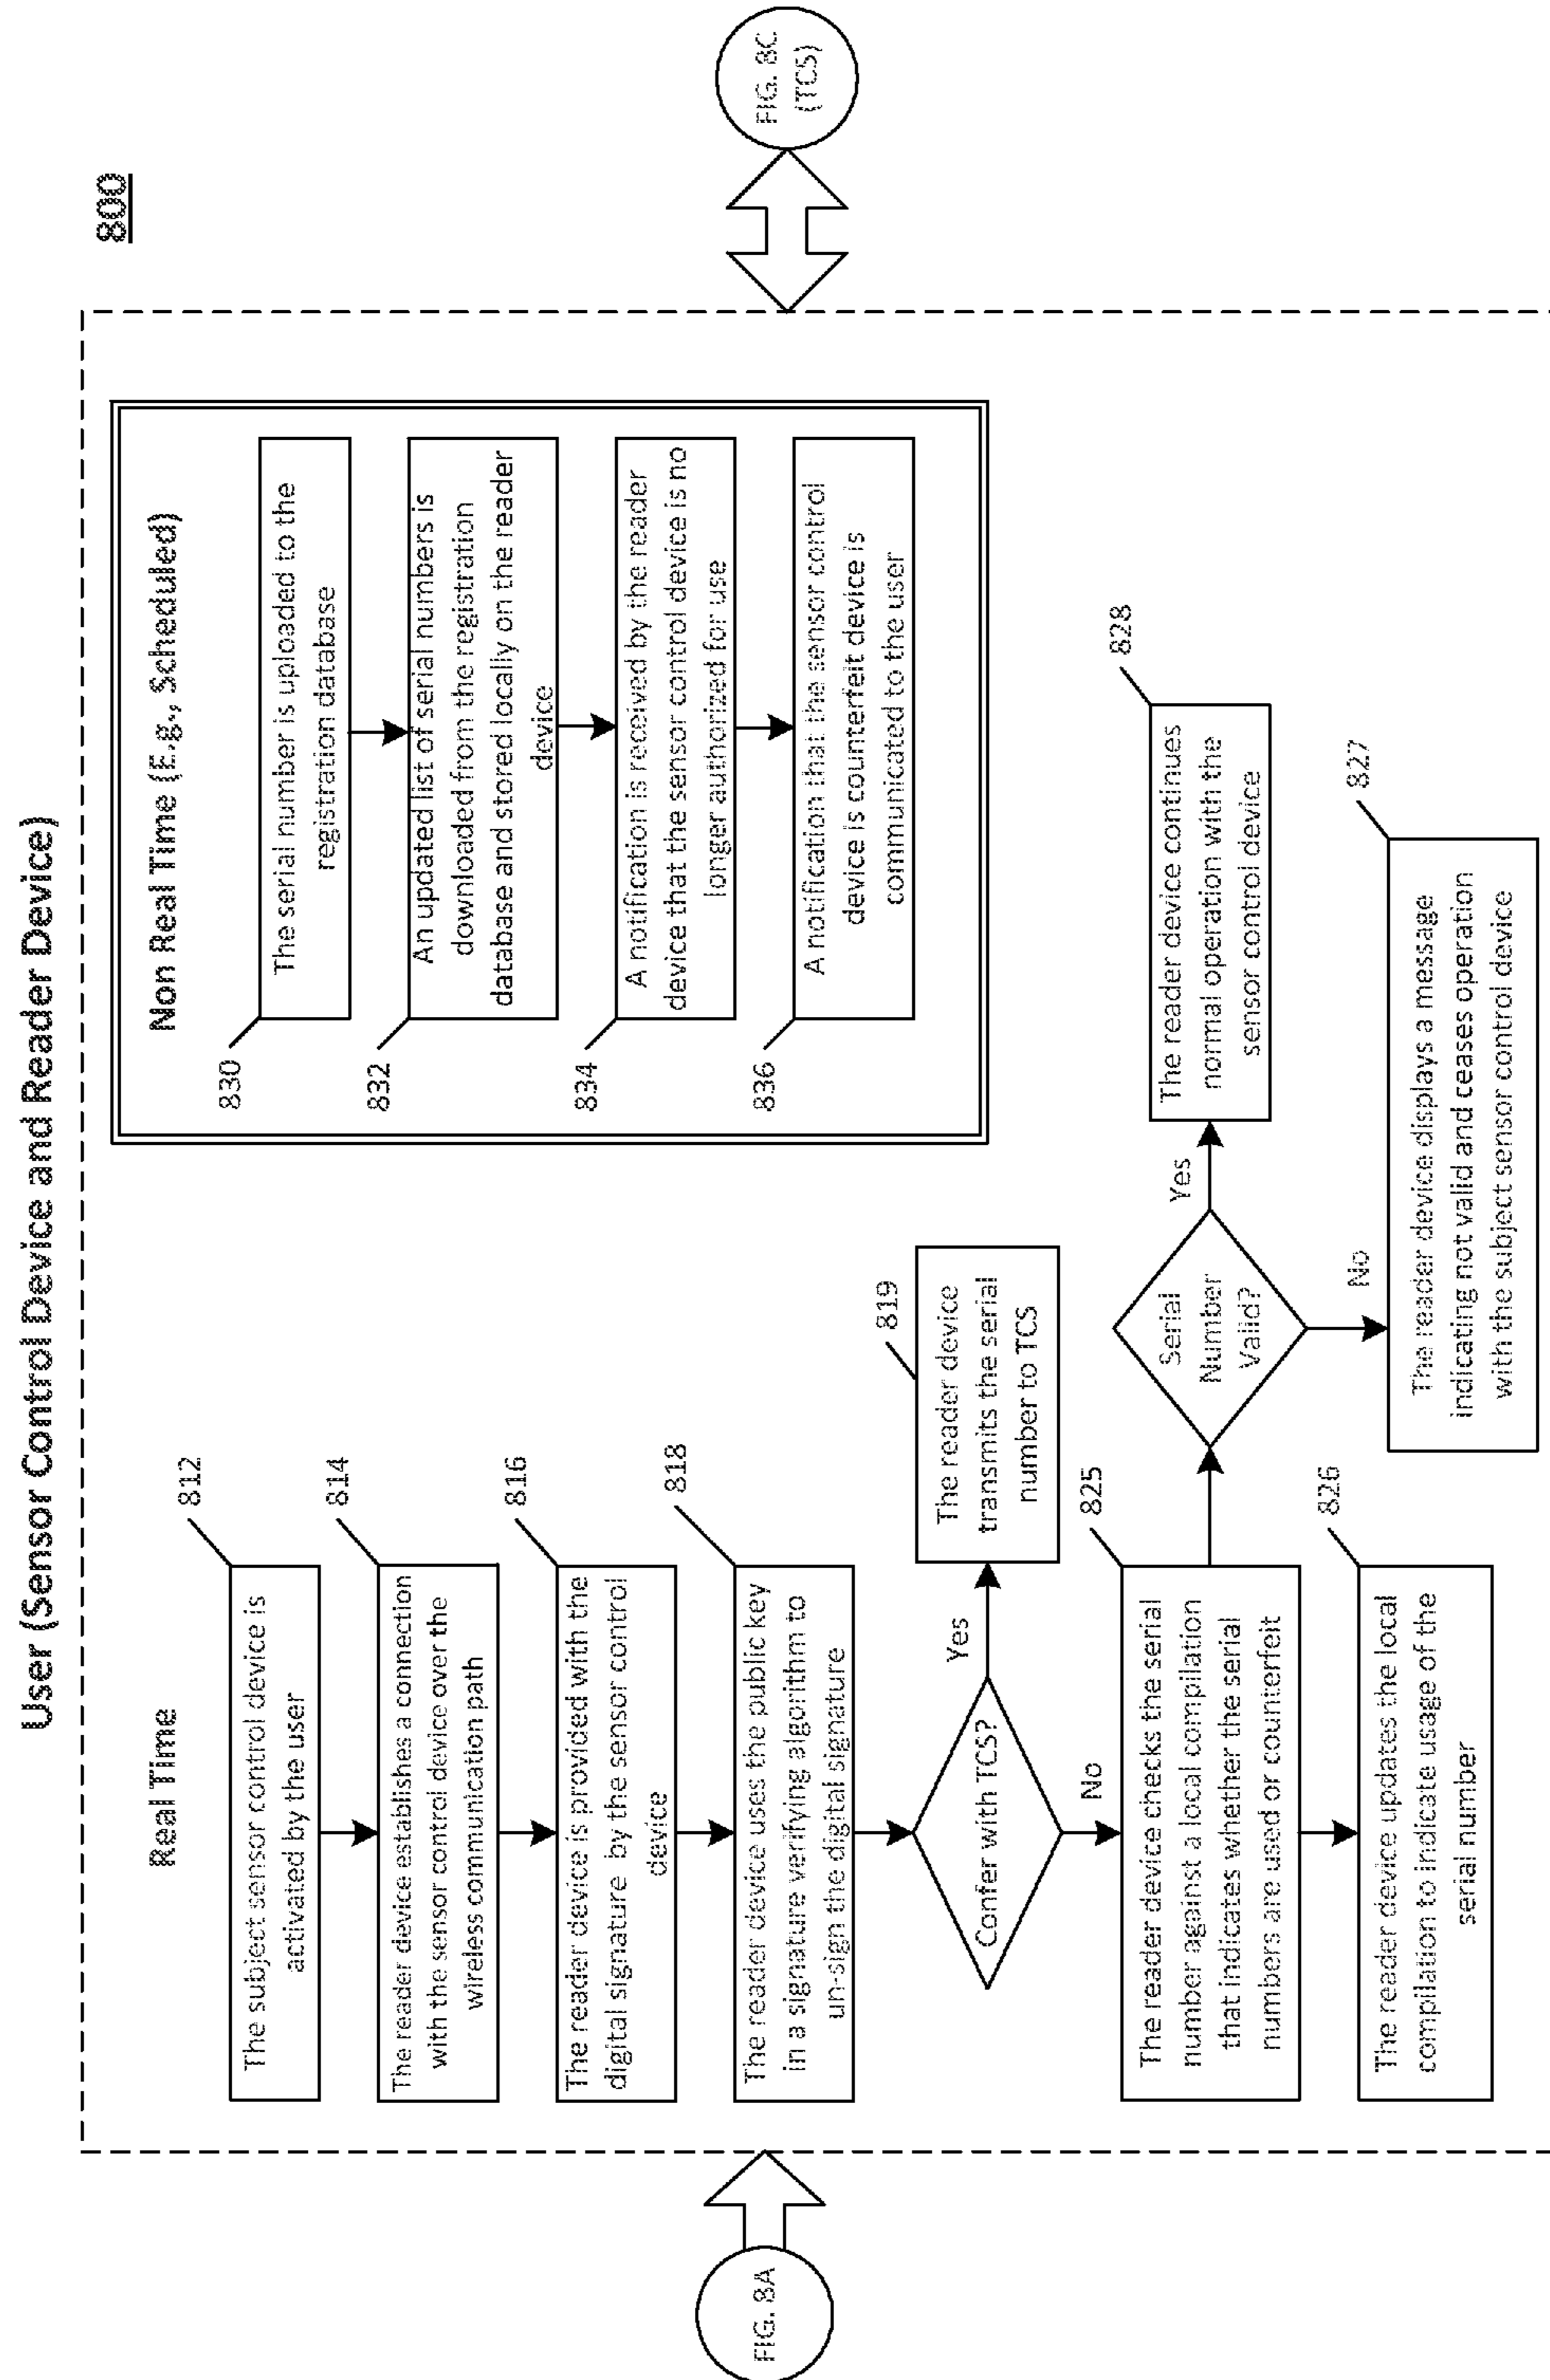 User (Sensor Control Device and Reader Device)
800
FIG. 8A
FIG. 8C
(TCS)
Real Time
812
The subject sensor control device is
activated by the user
814
The reader device establishes a connection
with the sensor control device over the
wireless communication path
816
The reader device is provided with the
digital signature by the sensor control
device
818
The reader device uses the public key
in a signature verifying algorithm to
un-sign the digital signature
Confer with TCS?
Yes
819
The reader device
transmits the serial
number to TCS
No
825
The reader device checks the serial
number against a local compilation
that indicates whether the serial
numbers are used or counterfeit
826
The reader device updates the local
compilation to indicate usage of the
serial number
Serial
Number
Valid?
Yes
828
The reader device continues
normal operation with the
sensor control device
No
827
The reader device displays a message
indicating not valid and ceases operation
with the subject sensor control device
Non Real Time (E.g., Scheduled)
830
The serial number is uploaded to the
registration database
832
An updated list of serial numbers is
downloaded from the registration
database and stored locally on the reader
device
834
A notification is received by the reader
device that the sensor control device is no
longer authorized for use
836
A notification that the sensor control
device is counterfeit device is
communicated to the user